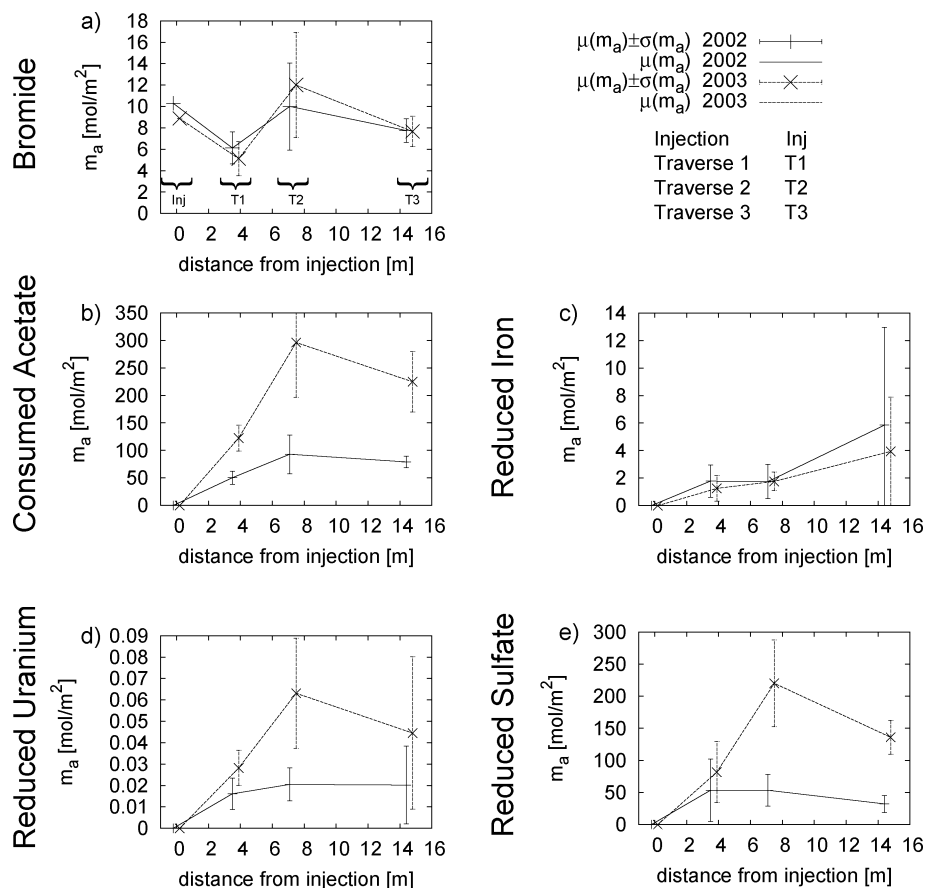 a)
Bromide
m_a [mol/m²]
18
16
14
12
10
8
6
4
2
0
Inj T1 T2 T3
0 2 4 6 8 10 12 14 16
distance from injection [m]
μ(m_a)±σ(m_a) 2002
μ(m_a) 2002
μ(m_a)±σ(m_a) 2003
μ(m_a) 2003
Injection Inj
Traverse 1 T1
Traverse 2 T2
Traverse 3 T3
b)
Consumed Acetate
m_a [mol/m²]
350
300
250
200
150
100
50
0
0 2 4 6 8 10 12 14 16
distance from injection [m]
c)
Reduced Iron
m_a [mol/m²]
14
12
10
8
6
4
2
0
0 2 4 6 8 10 12 14 16
distance from injection [m]
d)
Reduced Uranium
m_a [mol/m²]
0.09
0.08
0.07
0.06
0.05
0.04
0.03
0.02
0.01
0
0 2 4 6 8 10 12 14 16
distance from injection [m]
e)
Reduced Sulfate
m_a [mol/m²]
300
250
200
150
100
50
0
0 2 4 6 8 10 12 14 16
distance from injection [m]